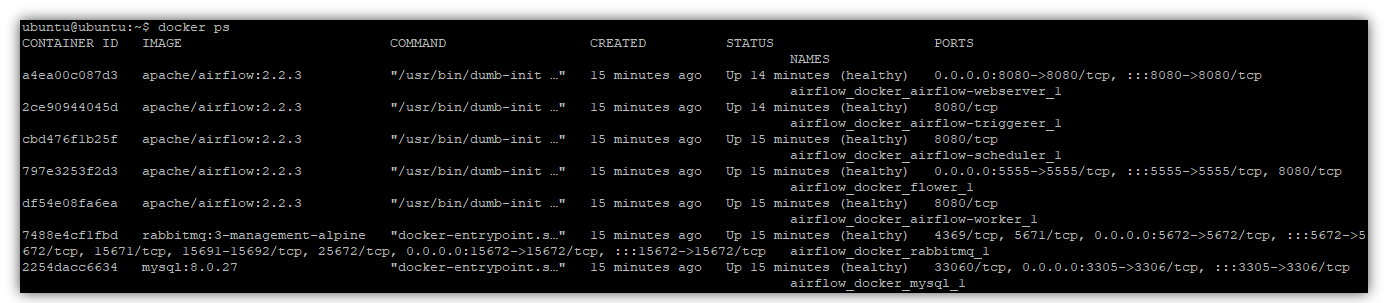 ubuntu@ubuntu:~$ docker ps
CONTAINER ID   IMAGE                          COMMAND                  CREATED          STATUS                    PORTS
NAMES
a4ea00c087d3   apache/airflow:2.2.3           "/usr/bin/dumb-init …"   15 minutes ago   Up 14 minutes (healthy)   0.0.0.0:8080->8080/tcp, :::8080->8080/tcp
airflow_docker_airflow-webserver_1
2ce90944045d   apache/airflow:2.2.3           "/usr/bin/dumb-init …"   15 minutes ago   Up 14 minutes (healthy)   8080/tcp
airflow_docker_airflow-triggerer_1
cbd476f1b25f   apache/airflow:2.2.3           "/usr/bin/dumb-init …"   15 minutes ago   Up 15 minutes (healthy)   8080/tcp
airflow_docker_airflow-scheduler_1
797e3253f2d3   apache/airflow:2.2.3           "/usr/bin/dumb-init …"   15 minutes ago   Up 15 minutes (healthy)   0.0.0.0:5555->5555/tcp, :::5555->5555/tcp, 8080/tcp
airflow_docker_flower_1
df54e08fa6ea   apache/airflow:2.2.3           "/usr/bin/dumb-init …"   15 minutes ago   Up 15 minutes (healthy)   8080/tcp
airflow_docker_airflow-worker_1
7488e4cf1fbd   rabbitmq:3-management-alpine   "docker-entrypoint.s…"   15 minutes ago   Up 15 minutes (healthy)   4369/tcp, 5671/tcp, 0.0.0.0:5672->5672/tcp, :::5672->5
672/tcp, 15671/tcp, 15691-15692/tcp, 25672/tcp, 0.0.0.0:15672->15672/tcp, :::15672->15672/tcp   airflow_docker_rabbitmq_1
2254dacc6634   mysql:8.0.27                   "docker-entrypoint.s…"   15 minutes ago   Up 15 minutes (healthy)   33060/tcp, 0.0.0.0:3305->3306/tcp, :::3305->3306/tcp
airflow_docker_mysql_1